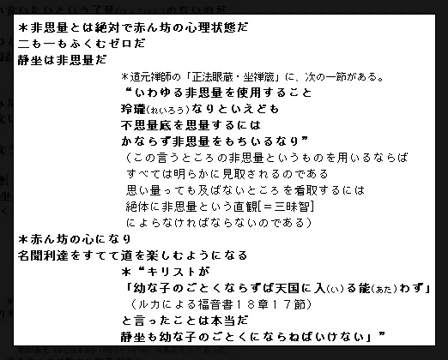 ＊非思量とは絶対で赤ん坊の心理状態だ
二も一もふくむゼロだ
静坐は非思量だ
＊道元禅師の「正法眼蔵・坐禅箴」に、次の一節がある。
“いわゆる非思量を使用すること
玲瓏(れいろう)なりといえども
不思量底を思量するには
かならず非思量をもちいるなり”
（この言うところの非思量というものを用いるならば
すべては明らかに見取されるのである
思い量っても及ばないところを看取するには
絶体に非思量という直観[＝三昧智]
によらなければならないのである）
＊赤ん坊の心になり
名聞利達をすてて道を楽しむようになる
＊“キリストが
「幼な子のごとくならずば天国に入(い)る能(あた)わず」
（ルカによる福音書１８章１７節）
と言ったことは本当だ
静坐も幼な子のごとくにならねばいけない」”